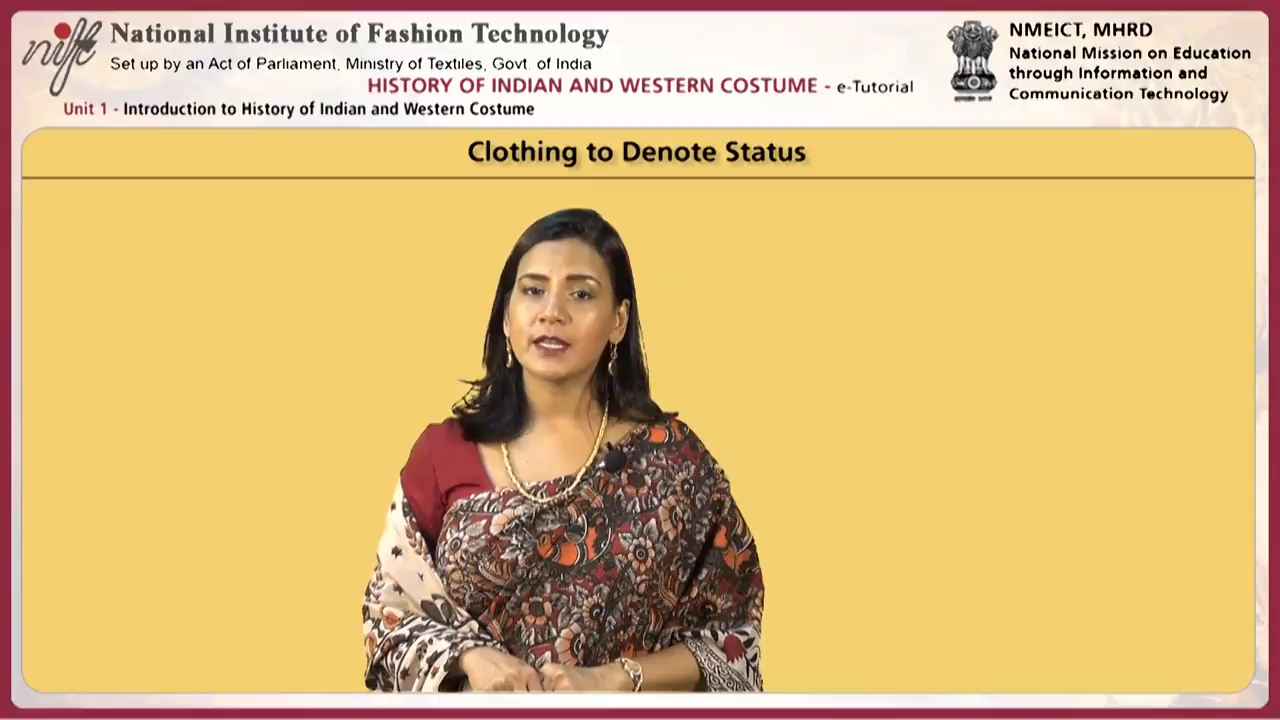 nift
National Institute of Fashion Technology
Set up by an Act of Parliament, Ministry of Textiles, Govt. of India
HISTORY OF INDIAN AND WESTERN COSTUME - e-Tutorial
Unit 1 - Introduction to History of Indian and Western Costume
NMEICT, MHRD
National Mission on Education
through Information and
Communication Technology
Clothing to Denote Status